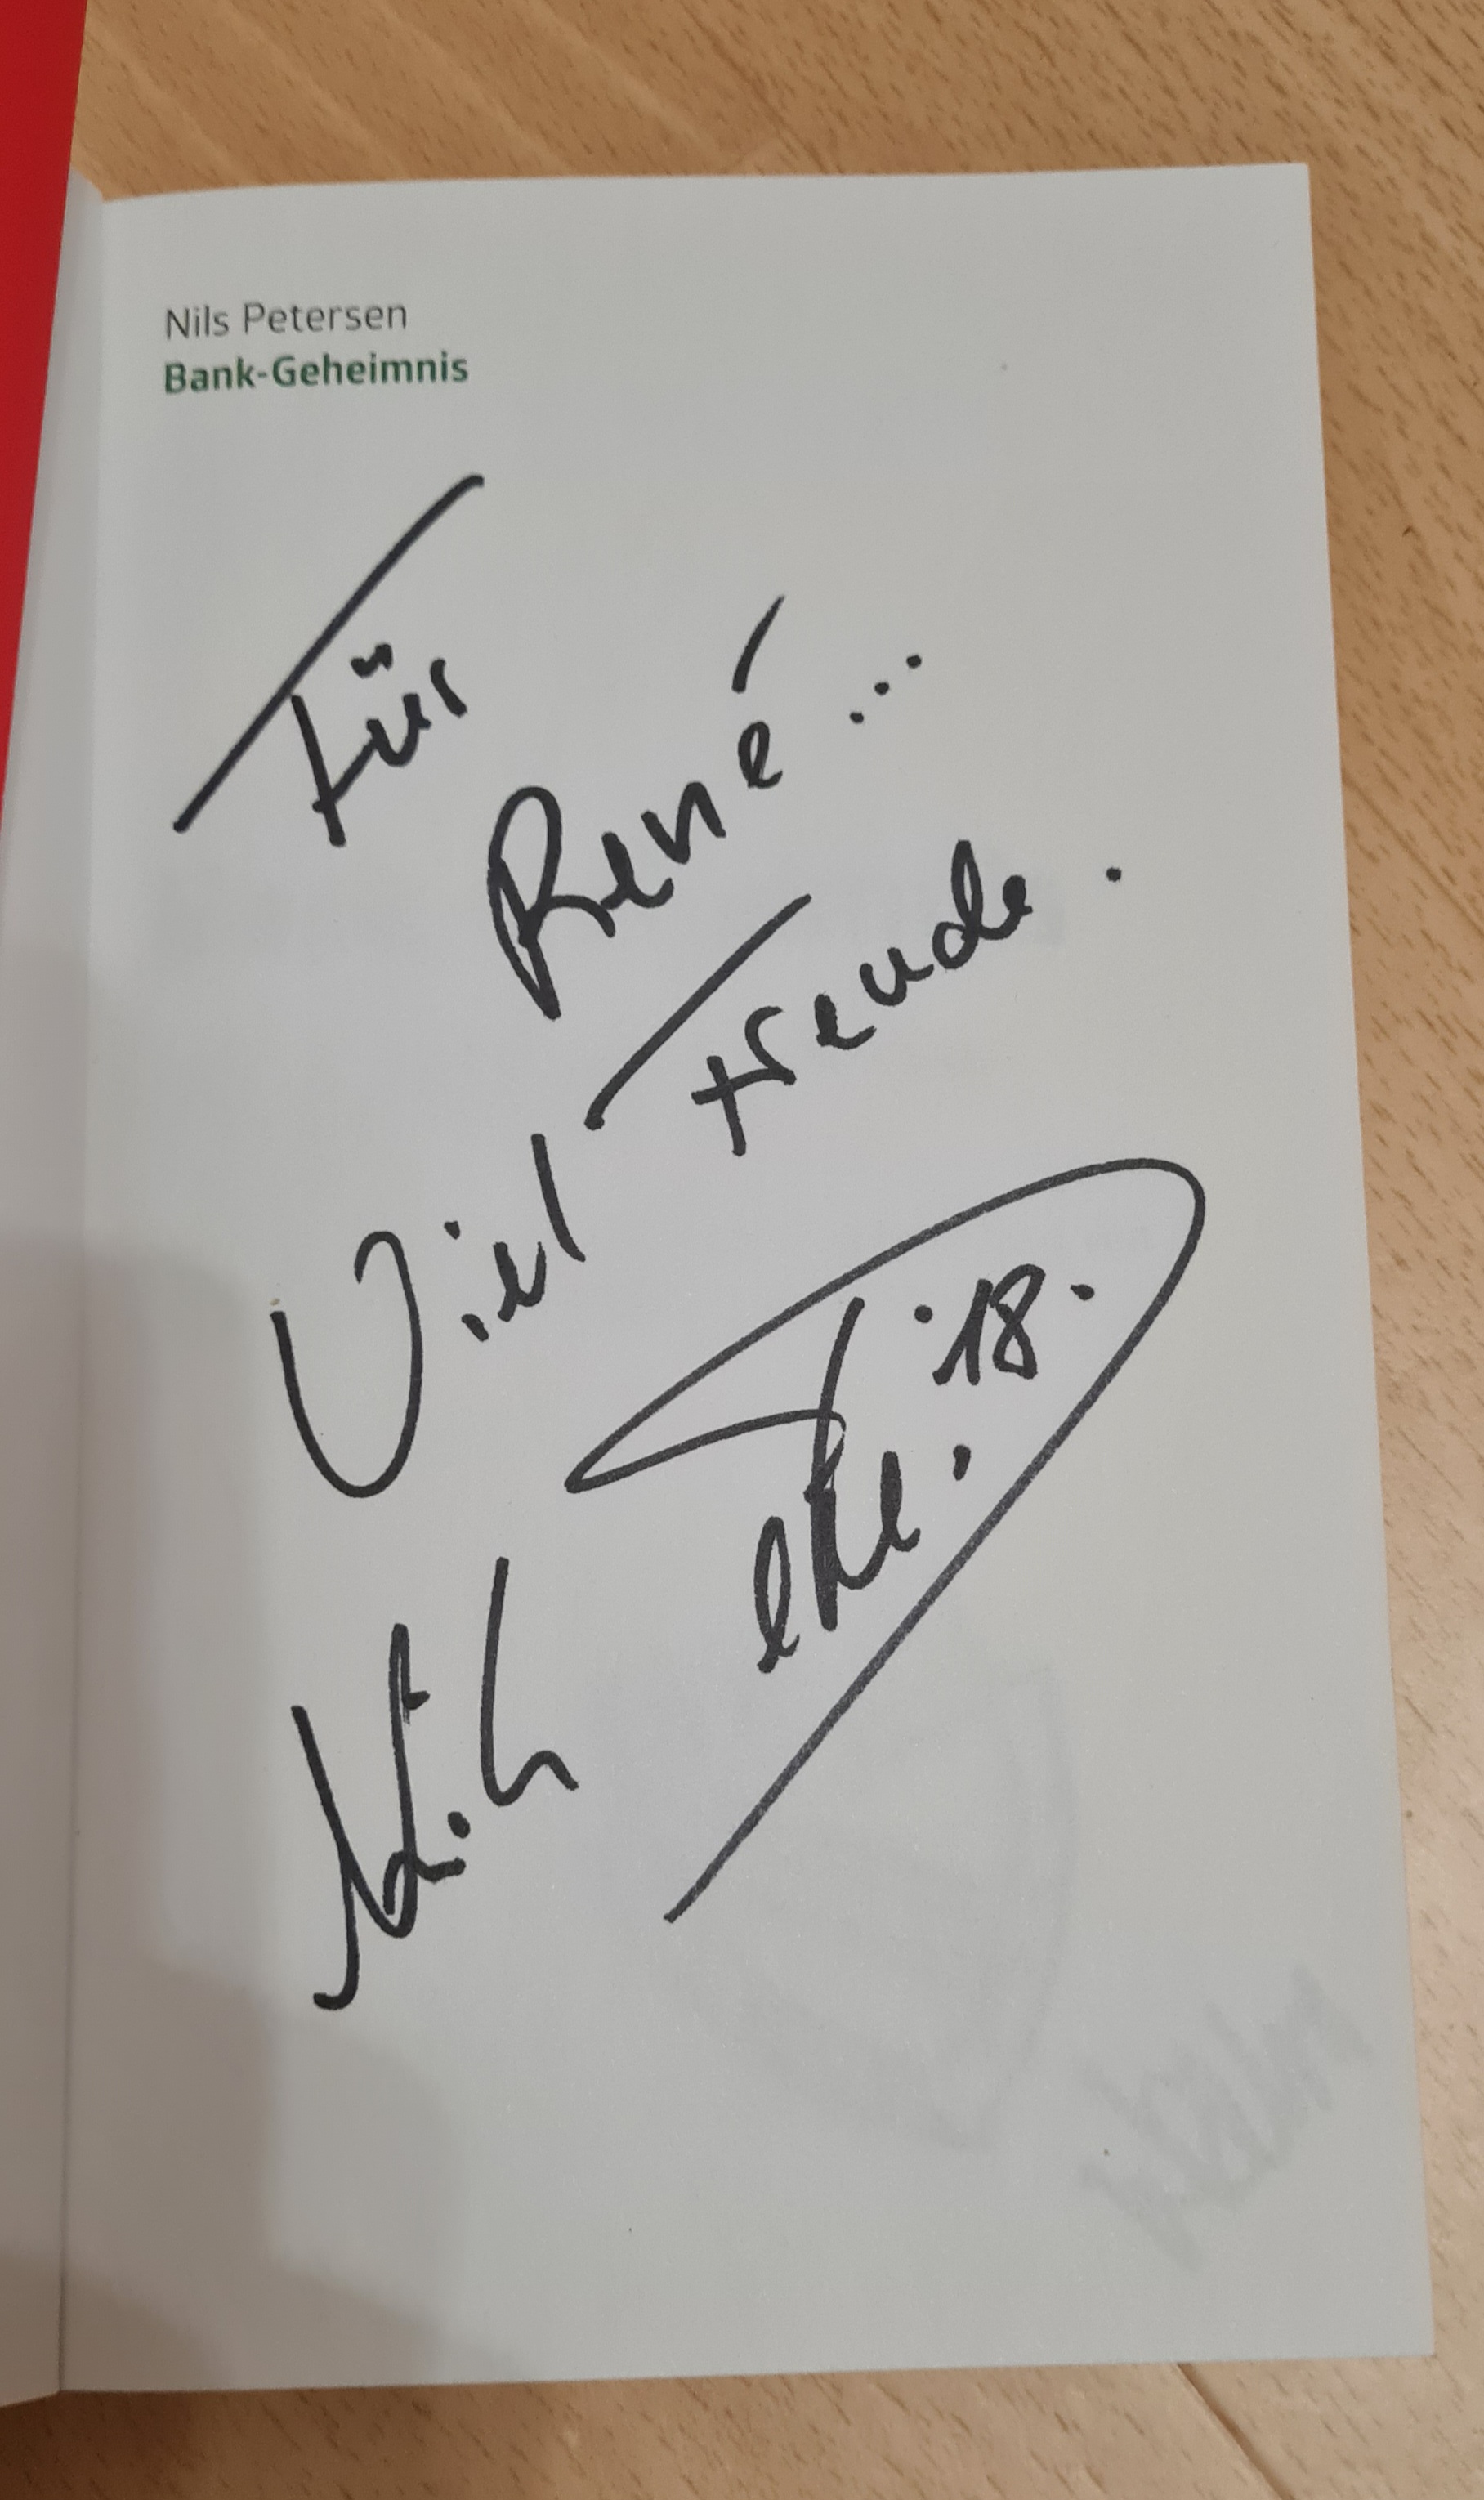 Nils Petersen
Bank-Geheimnis
Für
René...
Viel Freude.
18.